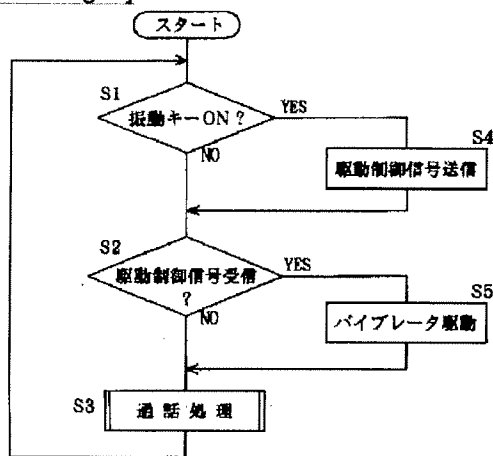 スタート
S1
振動キーON？
YES
NO
S4
駆動制御信号送信
S2
駆動制御信号受信
？
YES
NO
S5
バイブレータ駆動
S3
通話処理